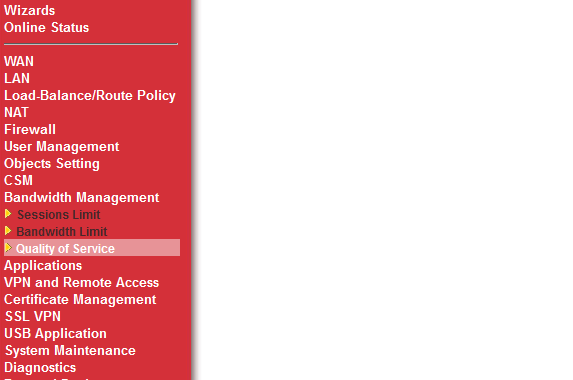 Wizards
Online Status
WAN
LAN
Load-Balance/Route Policy
NAT
Firewall
User Management
Objects Setting
CSM
Bandwidth Management
Sessions Limit
Bandwidth Limit
Quality of Service
Applications
VPN and Remote Access
Certificate Management
SSL VPN
USB Application
System Maintenance
Diagnostics